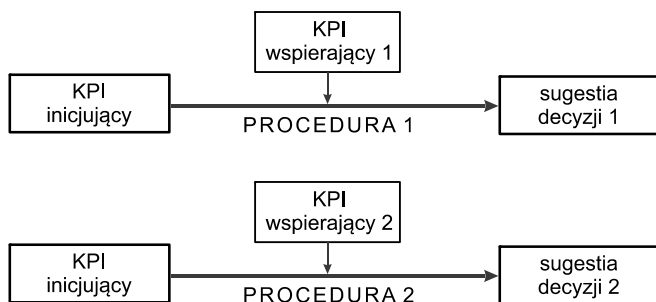 KPI
wspierający 1
KPI
inicjujący
PROCEDURA 1
sugestia
decyzji 1
KPI
wspierający 2
KPI
inicjujący
PROCEDURA 2
sugestia
decyzji 2